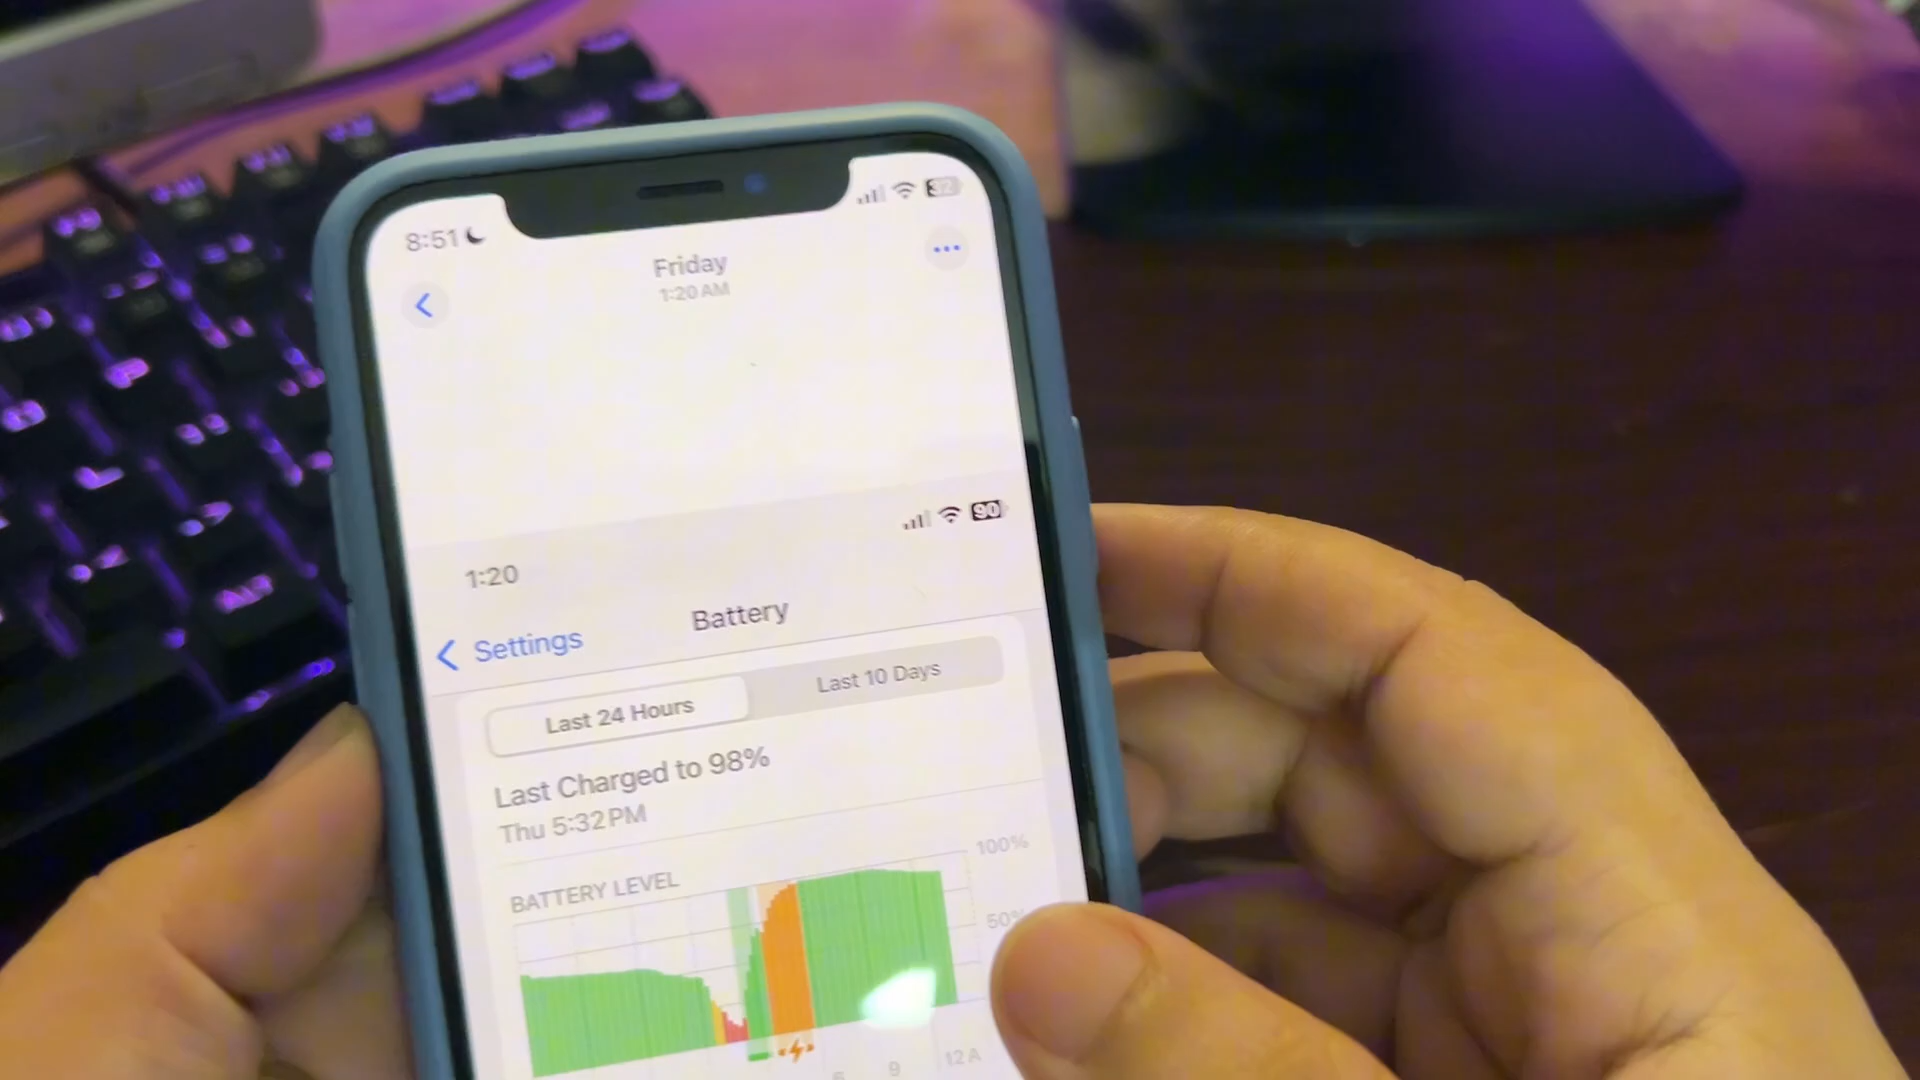 8:51
32
Friday
1:20 AM
90
1:20
Battery
Settings
Last 24 Hours
Last 10 Days
Last Charged to 98%
Thu 5:32 PM
BATTERY LEVEL
100%
50%
9
12 A